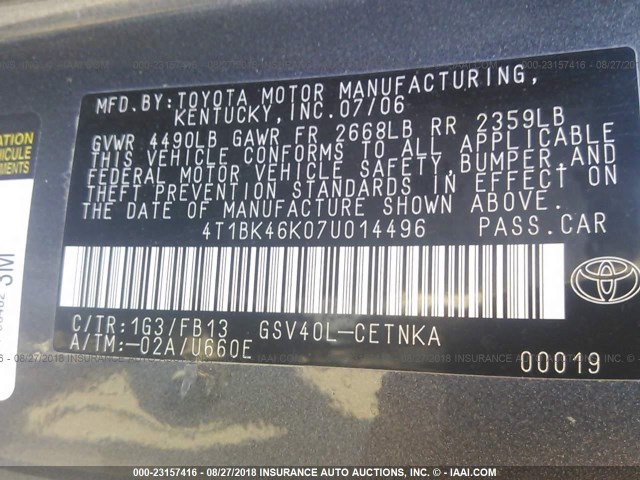 MFD.BY:TOYOTA MOTOR MANUFACTURING,
KENTUCKY,INC.07/06
GVWR 4490LB GAWR FR 2668LB RR 2359LB
THIS VEHICLE CONFORMS TO ALL APPLICABLE
FEDERAL MOTOR VEHICLE SAFETY,BUMPER,AND
THEFT PREVENTION STANDARDS IN EFFECT ON
THE DATE OF MANUFACTURE SHOWN ABOVE.
4T1BK46K07U014496 PASS.CAR
C/TR:1G3/FB13 GSV40L-CETNKA
A/TM:-02A/U660E
00019
3M
000-23157416 - 08/27/2018 INSURANCE AUTO AUCTIONS, INC. - IAAI.COM